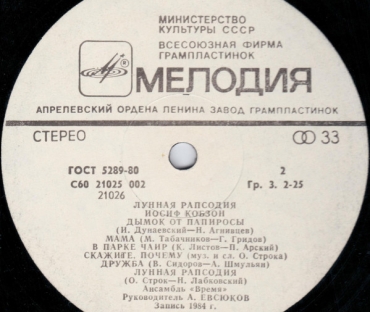 МИНИСТЕРСТВО
КУЛЬТУРЫ СССР
ВСЕСОЮЗНАЯ ФИРМА
ГРАМПЛАСТИНОК
МЕЛОДИЯ
АПРЕЛЕВСКИЙ ОРДЕНА ЛЕНИНА ЗАВОД ГРАМПЛАСТИНОК
СТЕРЕО 33
ГОСТ 5289-80 2
С60 21025 002 Гр. 3. 2-25
21026
ЛУННАЯ РАПСОДИЯ
ИОСИФ КОБЗОН
ДЫМОК ОТ ПАПИРОСЫ
(И. Дунаевский—Н. Агнивцев)
МАМА (М. Табачников—Г. Гридов)
В ПАРКЕ ЧАИР (К. Листов—П. Арский)
СКАЖИТЕ, ПОЧЕМУ (муз. и сл. О. Строка)
ДРУЖБА (В. Сидоров—А. Шмульян)
ЛУННАЯ РАПСОДИЯ
(О. Строк—Н. Лабковский)
Ансамбль «Время»
Руководитель А. ЕВСЮКОВ
Запись 1984 г.